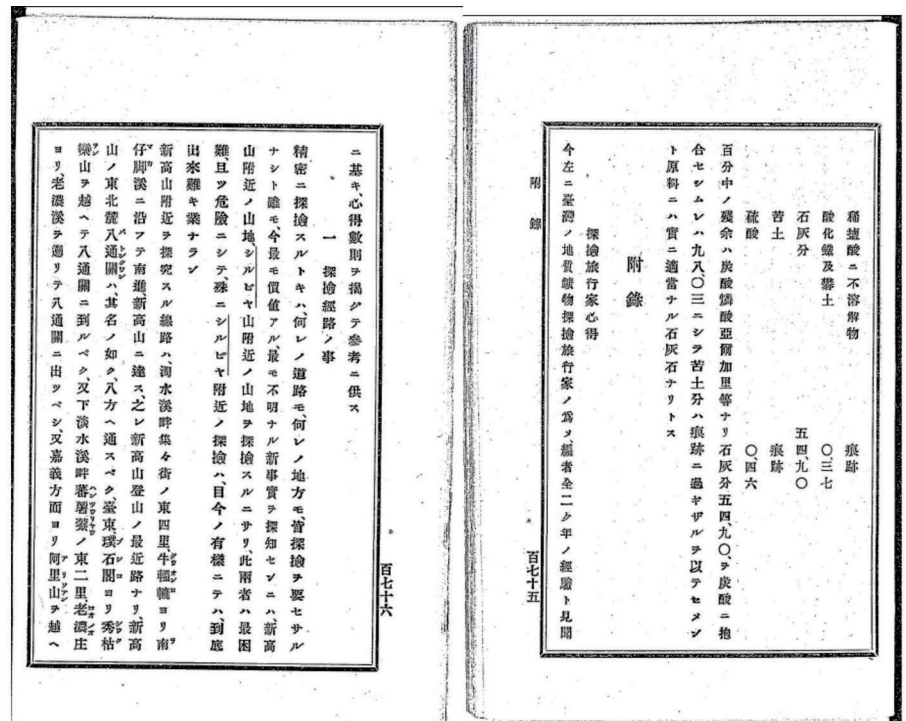 稀塩酸ニ不溶解物 痕跡
酸化鐵及礬土 〇、三七
石灰分 五四、九〇
苦土 痕跡
硫酸 〇、四六
百分中ノ殘余ハ炭酸燐酸亞爾加里等ナリ石灰分五四、九〇、ヲ炭酸ニ抱
合セシムレハ九八、〇三ニシテ苦土分ハ痕跡ニ過ギザルヲ以テセメン
ト原料ニハ實ニ適當ナル石灰石ナリトス
附錄
探撿旅行家心得
今左ニ臺灣ノ地質鑛物探撿旅行家ノ爲メ、編者全二ケ年ノ經驗ト見聞
附錄
百七十五
ニ基キ、心得數則ヲ揭ケテ參考ニ供ス
一 探撿經路ノ事
精密ニ探撿スルトキハ、何レノ道路モ、何レノ地方モ、皆探撿ヲ要セサル
ナシト雖モ、今最モ價値アル、最モ不明ナル新事實ヲ探知センニハ、新高
山附近ノ山地、シルビヤ山附近ノ山地ヲ探撿スルニサリ、此兩者ハ最困
難、且ツ危險ニシテ、殊ニシルビヤ附近ノ探撿ハ、目今ノ有樣ニテハ、到底
出來難キ業ナラン
新高山附近ヲ探究スル線路ハ、濁水溪畔集々街ノ東四里、牛轀轆ヨリ南
仔脚溪ニ沿フテ南進、新高山ニ達ス、之レ新高山登山ノ最近路ナリ、新高
山ノ東北麓八通關ハ、其名ノ如ク、八方ヘ通スベク、臺東、璞石閣ヨリ秀枯
欒山ヲ越ヘテ八通關ニ到ルベク、又下淡水溪畔蕃薯藔ノ東二里、老濃庄
ヨリ、老濃溪ヲ遡リテ八通關ニ出ツベシ、又嘉義方面ヨリ阿里山ヲ越ヘ
百七十六